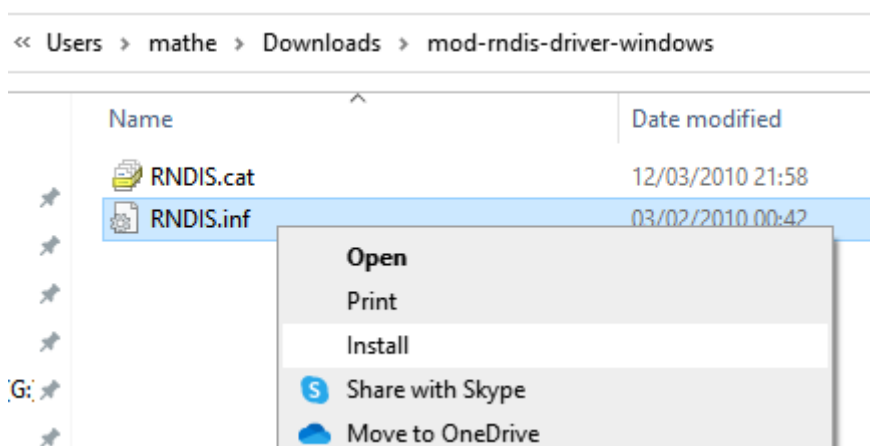 « Users > mathe > Downloads > mod-rndis-driver-windows
Name Date modified
RNDIS.cat 12/03/2010 21:58
RNDIS.inf 03/02/2010 00:42
Open
Print
Install
G: Share with Skype
Move to OneDrive